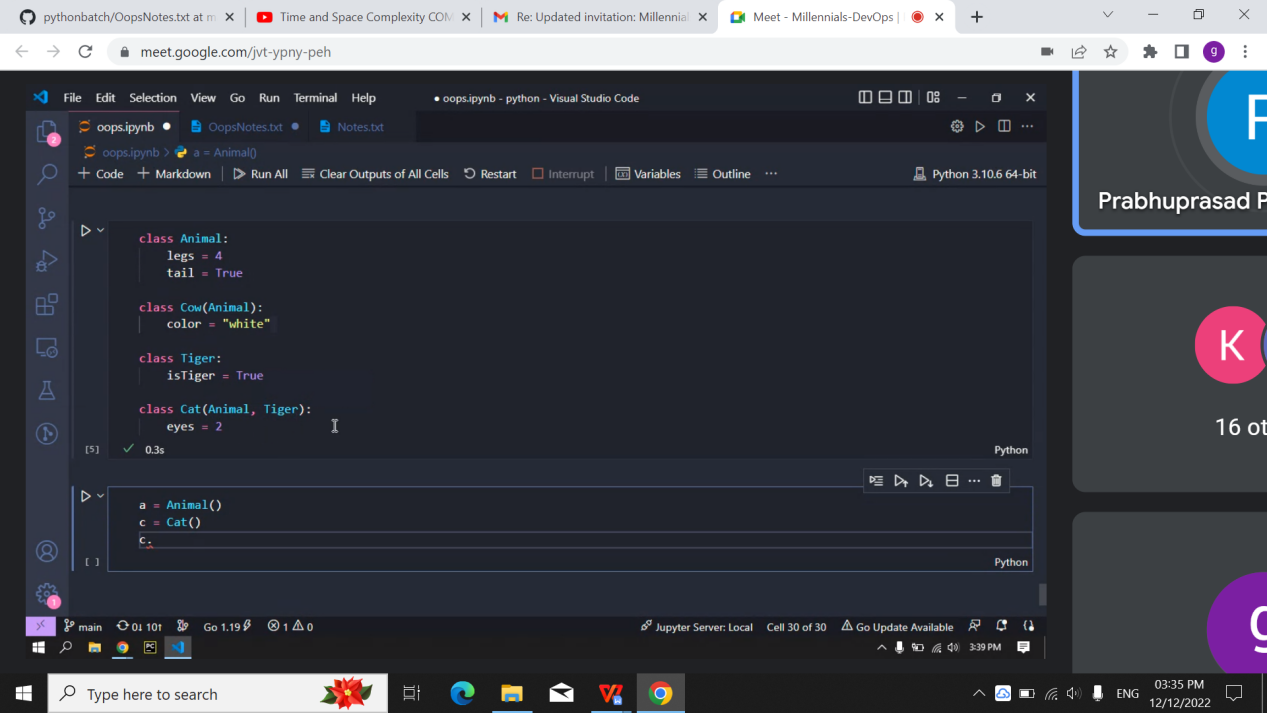 pythonbatch/OopsNotes.txt at m
Time and Space Complexity COM
Re: Updated invitation: Millennial
Meet - Millennials-DevOps |
meet.google.com/jvt-ypny-peh
g
File Edit Selection View Go Run Terminal Help
● oops.ipynb - python - Visual Studio Code
oops.ipynb ● OopsNotes.txt ● Notes.txt
oops.ipynb > a = Animal()
+ Code + Markdown | Run All Clear Outputs of All Cells Restart Interrupt | Variables Outline ...
Python 3.10.6 64-bit
2
class Animal:
legs = 4
tail = True
class Cow(Animal):
color = "white"
class Tiger:
isTiger = True
class Cat(Animal, Tiger):
eyes = 2
[5] ✓ 0.3s
Python
a = Animal()
c = Cat()
c.
[ ]
Python
1
main 0↓ 10↑ Go 1.19 1 0
Jupyter Server: Local Cell 30 of 30 Go Update Available
PC
3:39 PM
Prabhuprasad P
K
16 ot
g
Type here to search
ENG
03:35 PM
12/12/2022